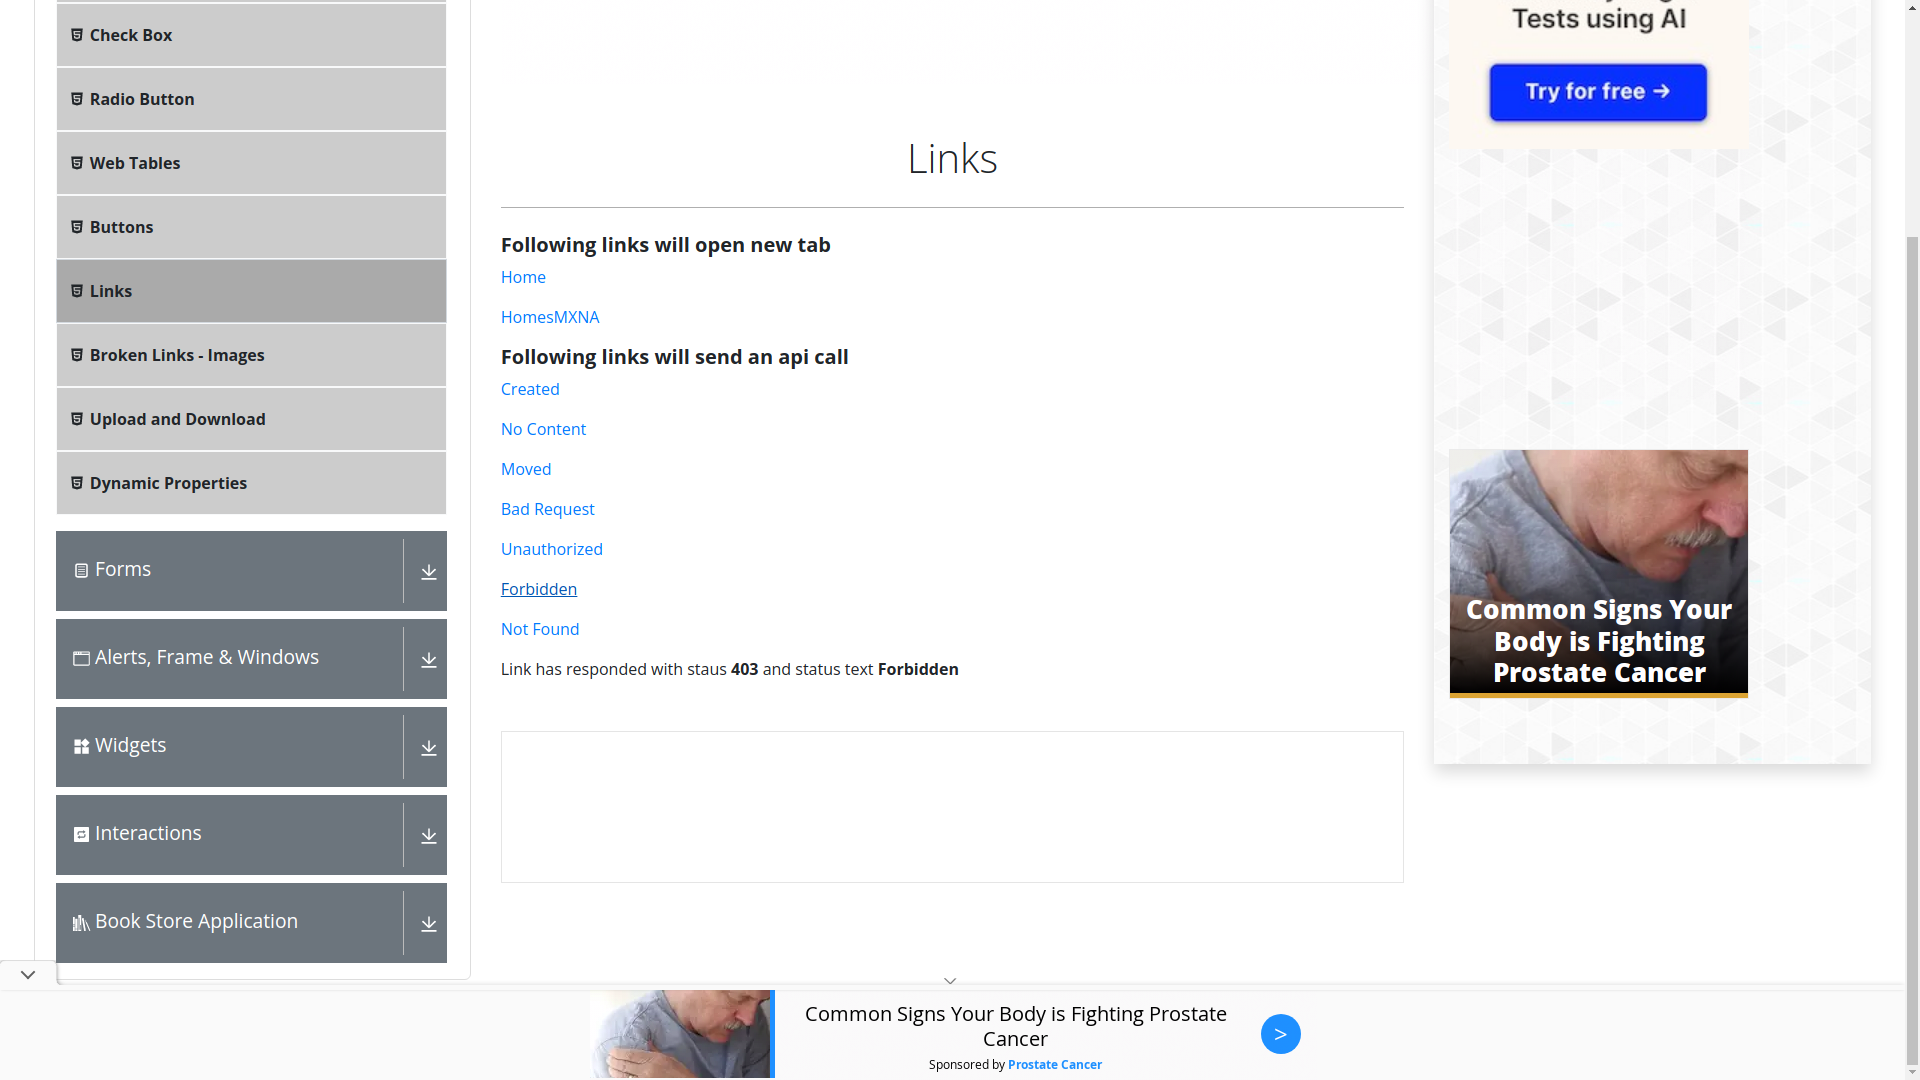 Check Box
Radio Button
Web Tables
Buttons
Links
Broken Links - Images
Upload and Download
Dynamic Properties
Forms
Alerts, Frame & Windows
Widgets
Interactions
Book Store Application
Links
Following links will open new tab
Home
HomesMXNA
Following links will send an api call
Created
No Content
Moved
Bad Request
Unauthorized
Forbidden
Not Found
Link has responded with staus 403 and status text Forbidden
Tests using AI
Try for free →
Common Signs Your
Body is Fighting
Prostate Cancer
Common Signs Your Body is Fighting Prostate
Cancer
Sponsored by Prostate Cancer
>